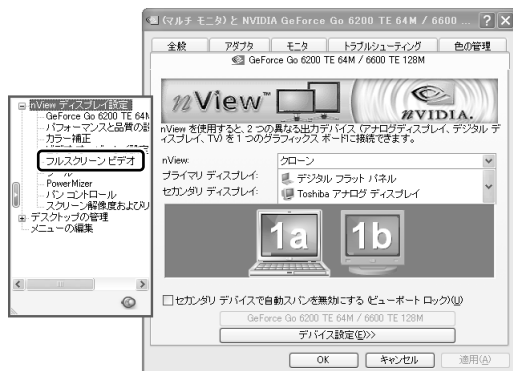 (マルチ モニタ) と NVIDIA GeForce Go 6200 TE 64M / 6600 ...
全般
アダプタ
モニタ
トラブルシューティング
色の管理
GeForce Go 6200 TE 64M / 6600 TE 128M
nView™
NVIDIA.
nView を使用すると、2 つの異なる出力デバイス (アナログディスプレイ、デジタル ディスプレイ、TV) を 1 つのグラフィックス ボードに接続できます。
nView:
クローン
プライマリ ディスプレイ:
デジタル フラット パネル
セカンダリ ディスプレイ:
Toshiba アナログ ディスプレイ
1a
1b
セカンダリ デバイスで自動スパンを無効にする (ビューポート ロック)(U)
GeForce Go 6200 TE 64M / 6600 TE 128M
デバイス設定(E)>>
OK
キャンセル
適用(A)
nView ディスプレイ設定
GeForce Go 6200 TE 64M
パフォーマンスと品質の設
カラー補正
フルスクリーン ビデオ
ツール
PowerMizer
パン コントロール
スクリーン解像度およびリ
デスクトップの管理
メニューの編集